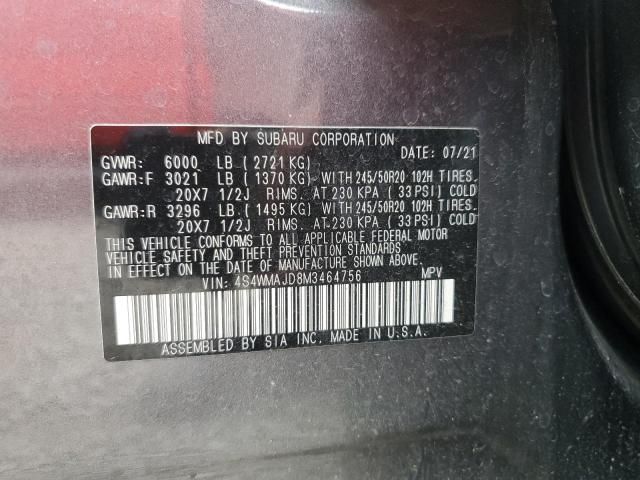 MFD BY SUBARU CORPORATION
GVWR: 6000 LB. ( 2721 KG) DATE: 07/21
GAWR:F 3021 LB ( 1370 KG) WITH 245/50R20 102H TIRES.
20X7 1/2J RIMS. AT 230 KPA ( 33 PSI) COLD
GAWR:R 3296 LB. ( 1495 KG) WITH 245/50R20 102H TIRES.
20X7 1/2J RIMS. AT 230 KPA ( 33 PSI) COLD
THIS VEHICLE CONFORMS TO ALL APPLICABLE FEDERAL MOTOR
VEHICLE SAFETY AND THEFT PREVENTION STANDARDS
IN EFFECT ON THE DATE OF MANUFACTURE SHOWN ABOVE.
VIN: 4S4WMAJD8M3464756 MPV
ASSEMBLED BY SIA INC. MADE IN U.S.A.